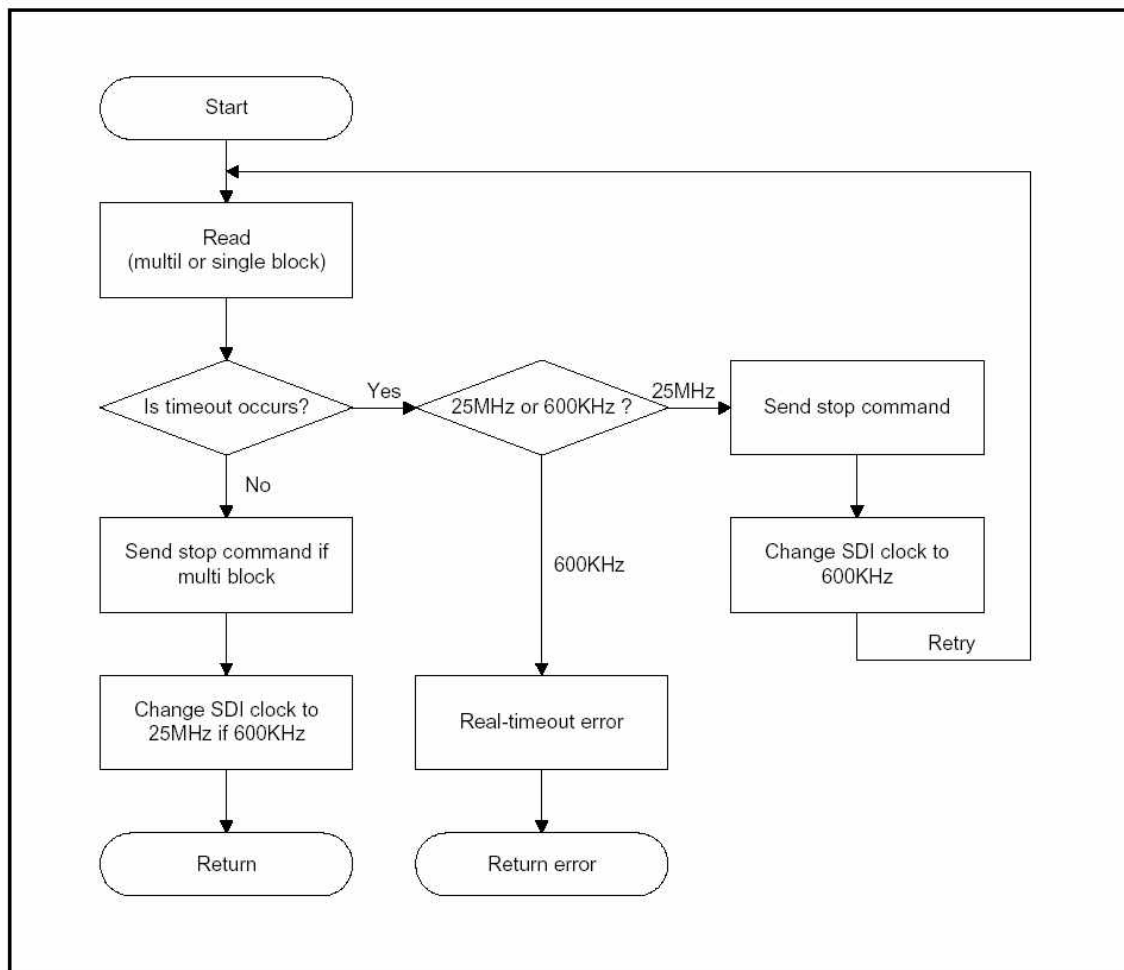 Start
Read
(multil or single block)
Is timeout occurs?
Yes
25MHz or 600KHz ?
25MHz
Send stop command
No
Send stop command if
multi block
600KHz
Change SDI clock to
600KHz
Retry
Change SDI clock to
25MHz if 600KHz
Real-timeout error
Return
Return error